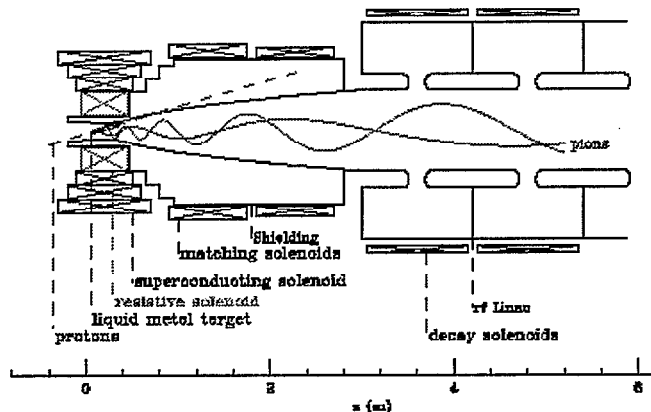 pions
Shielding
matching solenoids
superconducting solenoid
resistive solenoid
liquid metal target
protons
rf Linac
decay solenoids
0 2 4 6
z (m)